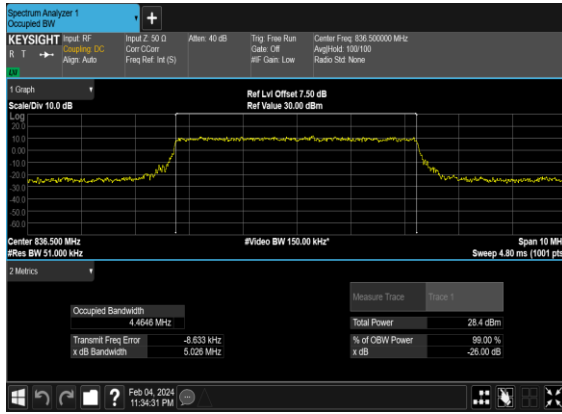 Spectrum Analyzer 1
Occupied BW
+
KEYSIGHT Input: RF Input Z: 50 Ω Atten: 40 dB Trig: Free Run Center Freq: 836.500000 MHz
R T Coupling: DC Corr CCorr Gate: Off Avg|Hold: 100/100
Align: Auto Freq Ref: Int (S) #IF Gain: Low Radio Std: None
LW
1 Graph
Ref Lvl Offset 7.50 dB
Scale/Div 10.0 dB Ref Value 30.00 dBm
Log
20.0
10.0
0.00
-10.0
-20.0
-30.0
-40.0
-50.0
-60.0
Center 836.500 MHz #Video BW 150.00 kHz* Span 10 MH
#Res BW 51.000 kHz Sweep 4.80 ms (1001 pts
2 Metrics
Measure Trace Trace 1
Occupied Bandwidth
4.4646 MHz
Total Power 28.4 dBm
Transmit Freq Error -8.633 kHz % of OBW Power 99.00 %
x dB Bandwidth 5.026 MHz x dB -26.00 dB
?
Feb 04, 2024
11:34:31 PM